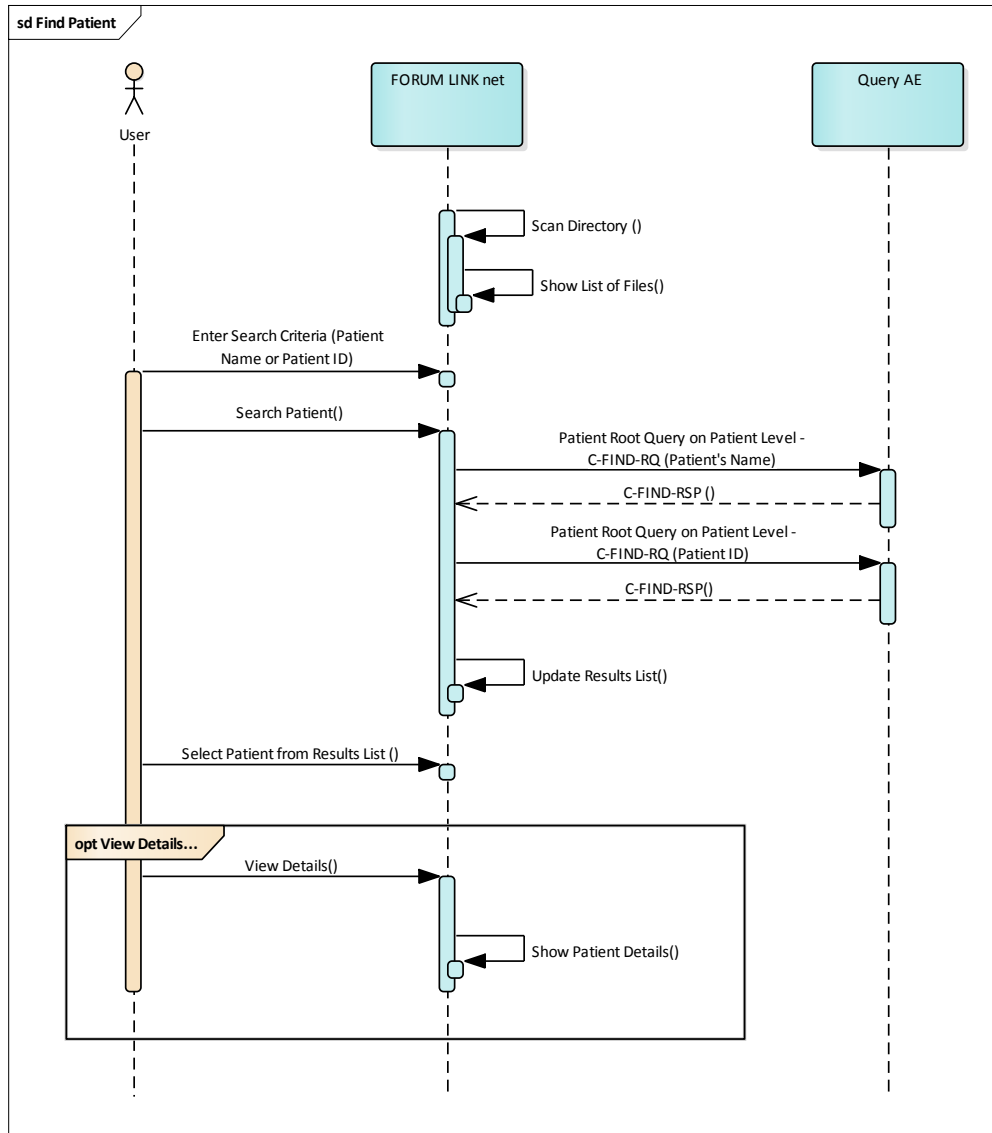 sd Find Patient
User
FORUM LINK net
Query AE
Scan Directory ()
Show List of Files()
Enter Search Criteria (Patient
Name or Patient ID)
Search Patient()
Patient Root Query on Patient Level -
C-FIND-RQ (Patient's Name)
C-FIND-RSP ()
Patient Root Query on Patient Level -
C-FIND-RQ (Patient ID)
C-FIND-RSP()
Update Results List()
Select Patient from Results List ()
opt View Details...
View Details()
Show Patient Details()